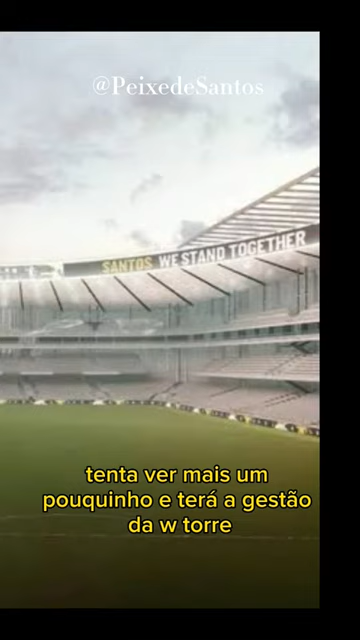 @PeixedeSantos
SANTOS WE STAND TOGETHER
tenta ver mais um
pouquinho e terá a gestão
da w torre